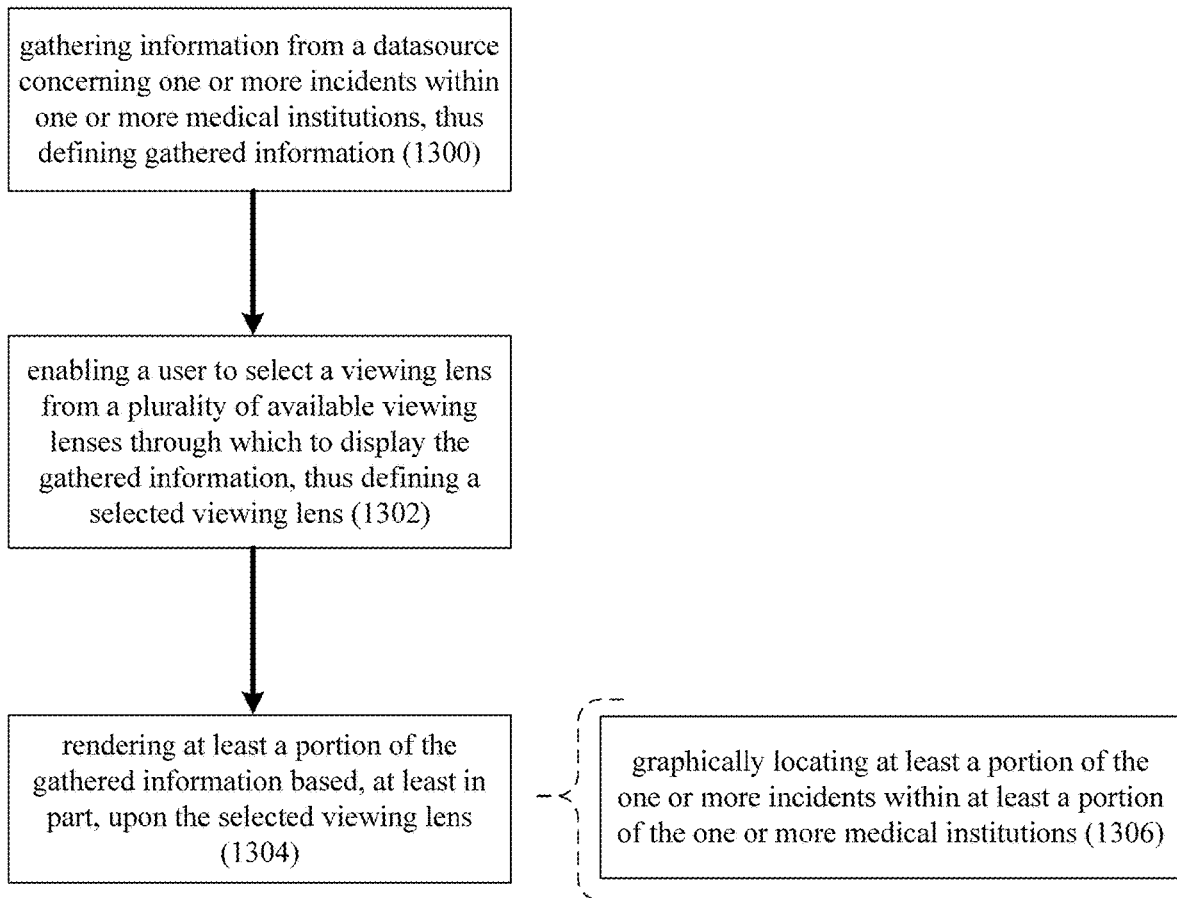 gathering information from a datasource
concerning one or more incidents within
one or more medical institutions, thus
defining gathered information (1300)
enabling a user to select a viewing lens
from a plurality of available viewing
lenses through which to display the
gathered information, thus defining a
selected viewing lens (1302)
rendering at least a portion of the
gathered information based, at least in
part, upon the selected viewing lens
(1304)
graphically locating at least a portion of the
one or more incidents within at least a portion
of the one or more medical institutions (1306)